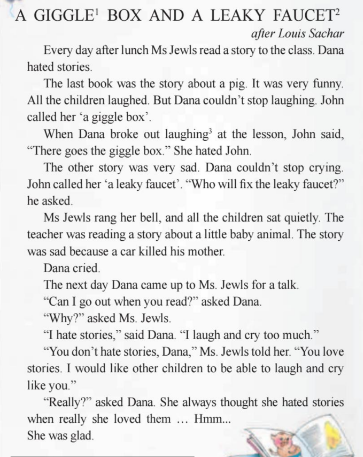 A GIGGLE¹ BOX AND A LEAKY FAUCET²
after Louis Sachar
Every day after lunch Ms Jewls read a story to the class. Dana
hated stories.
The last book was the story about a pig. It was very funny.
All the children laughed. But Dana couldn't stop laughing. John
called her ‘a giggle box’.
When Dana broke out laughing³ at the lesson, John said,
“There goes the giggle box.” She hated John.
The other story was very sad. Dana couldn't stop crying.
John called her ‘a leaky faucet’. “Who will fix the leaky faucet?”
he asked.
Ms Jewls rang her bell, and all the children sat quietly. The
teacher was reading a story about a little baby animal. The story
was sad because a car killed his mother.
Dana cried.
The next day Dana came up to Ms. Jewls for a talk.
“Can I go out when you read?” asked Dana.
“Why?” asked Ms. Jewls.
“I hate stories,” said Dana. “I laugh and cry too much.”
“You don't hate stories, Dana,” Ms. Jewls told her. “You love
stories. I would like other children to be able to laugh and cry
like you.”
“Really?” asked Dana. She always thought she hated stories
when really she loved them … Hmm...
She was glad.